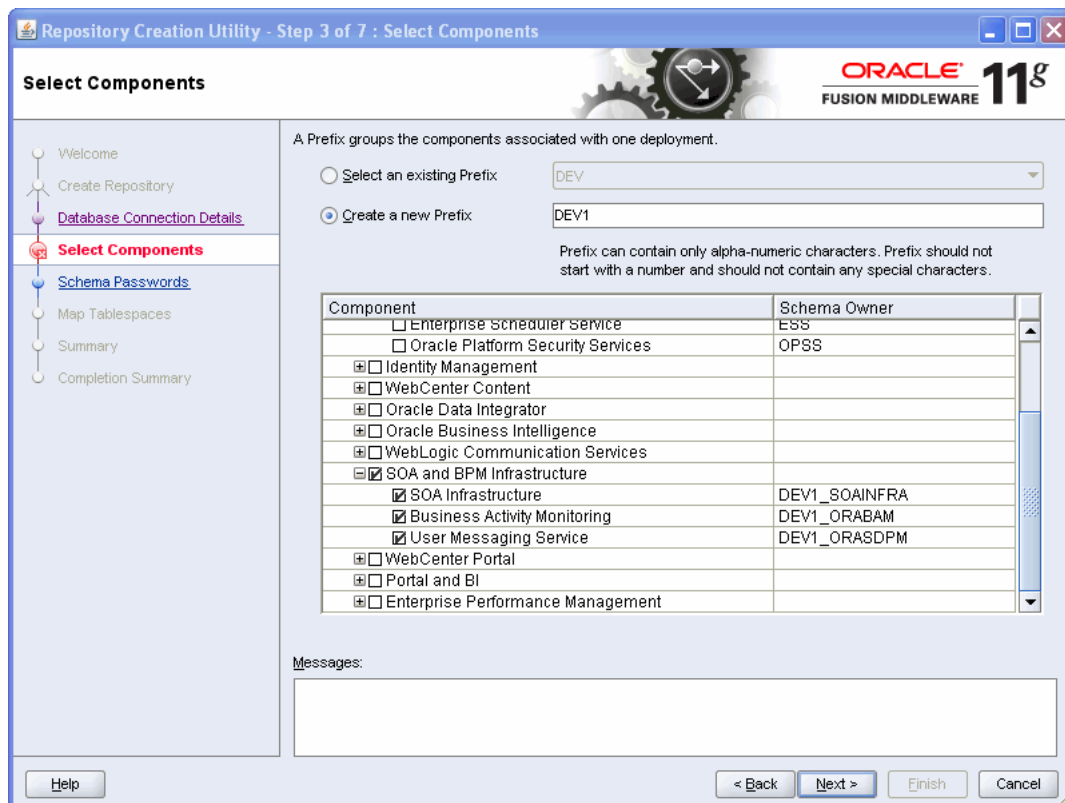 Repository Creation Utility - Step 3 of 7 : Select Components
Select Components
ORACLE
FUSION MIDDLEWARE
11g
Welcome
Create Repository
Database Connection Details
Select Components
Schema Passwords
Map Tablespaces
Summary
Completion Summary
A Prefix groups the components associated with one deployment.
Select an existing Prefix DEV
Create a new Prefix DEV1
Prefix can contain only alpha-numeric characters. Prefix should not
start with a number and should not contain any special characters.
Component Schema Owner
Enterprise Scheduler Service ESS
Oracle Platform Security Services OPSS
Identity Management
WebCenter Content
Oracle Data Integrator
Oracle Business Intelligence
WebLogic Communication Services
SOA and BPM Infrastructure
SOA Infrastructure DEV1_SOAINFRA
Business Activity Monitoring DEV1_ORABAM
User Messaging Service DEV1_ORASDPM
WebCenter Portal
Portal and BI
Enterprise Performance Management
Messages:
Help < Back Next > Finish Cancel